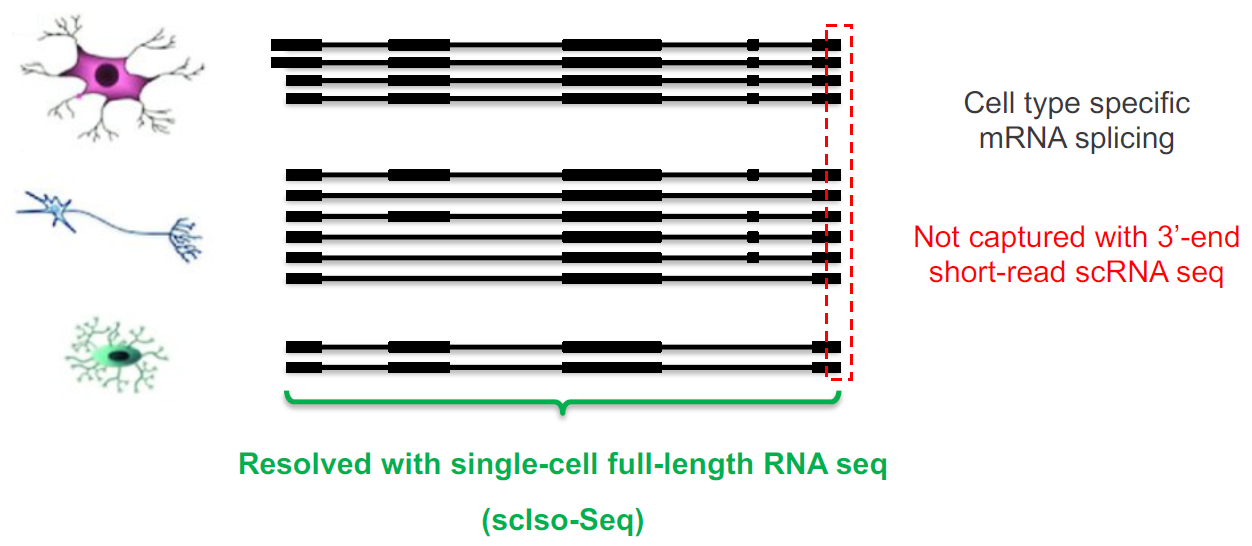 Cell type specific
mRNA splicing
Not captured with 3’-end
short-read scRNA seq
Resolved with single-cell full-length RNA seq
(scIso-Seq)